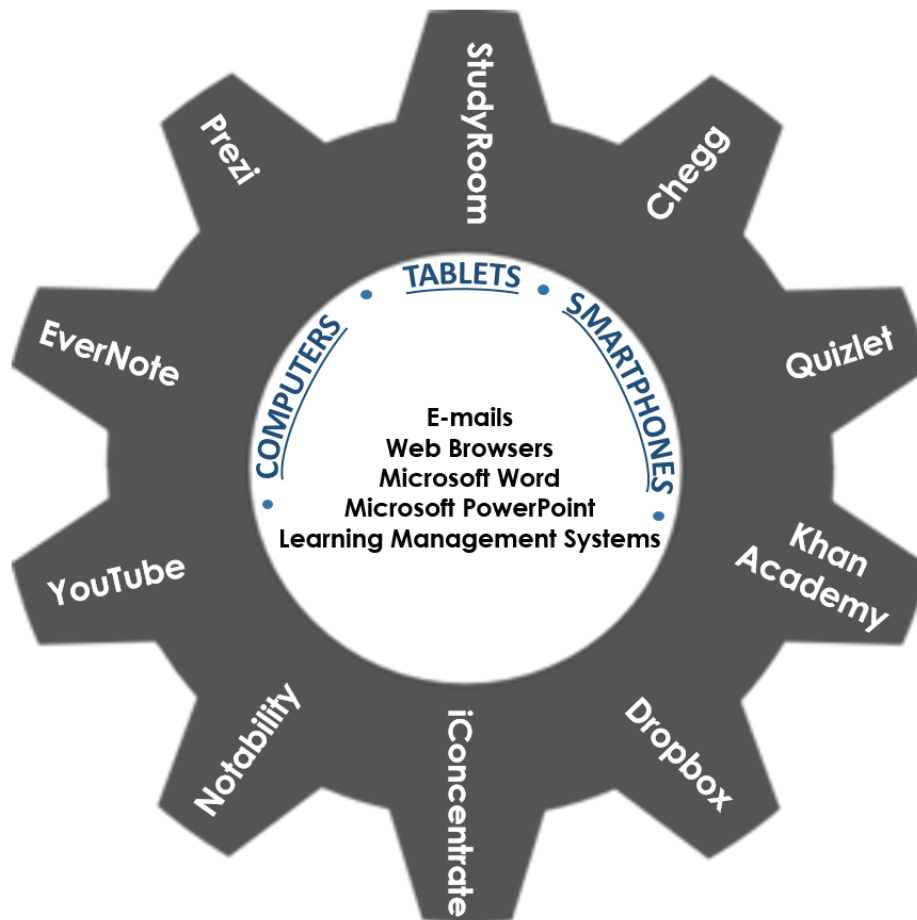 StudyRoom
Chegg
Quizlet
Khan
Academy
Dropbox
iConcentrate
Notability
YouTube
EverNote
Prezi
• COMPUTERS • TABLETS • SMARTPHONES •
E-mails
Web Browsers
Microsoft Word
Microsoft PowerPoint
Learning Management Systems